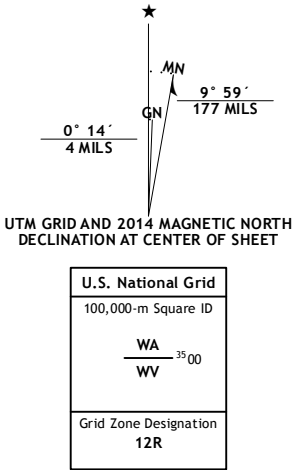 MN
9° 59´
177 MILS
GN
0° 14´
4 MILS
UTM GRID AND 2014 MAGNETIC NORTH
DECLINATION AT CENTER OF SHEET
U.S. National Grid
100,000-m Square ID
WA
3500
WV
Grid Zone Designation
12R